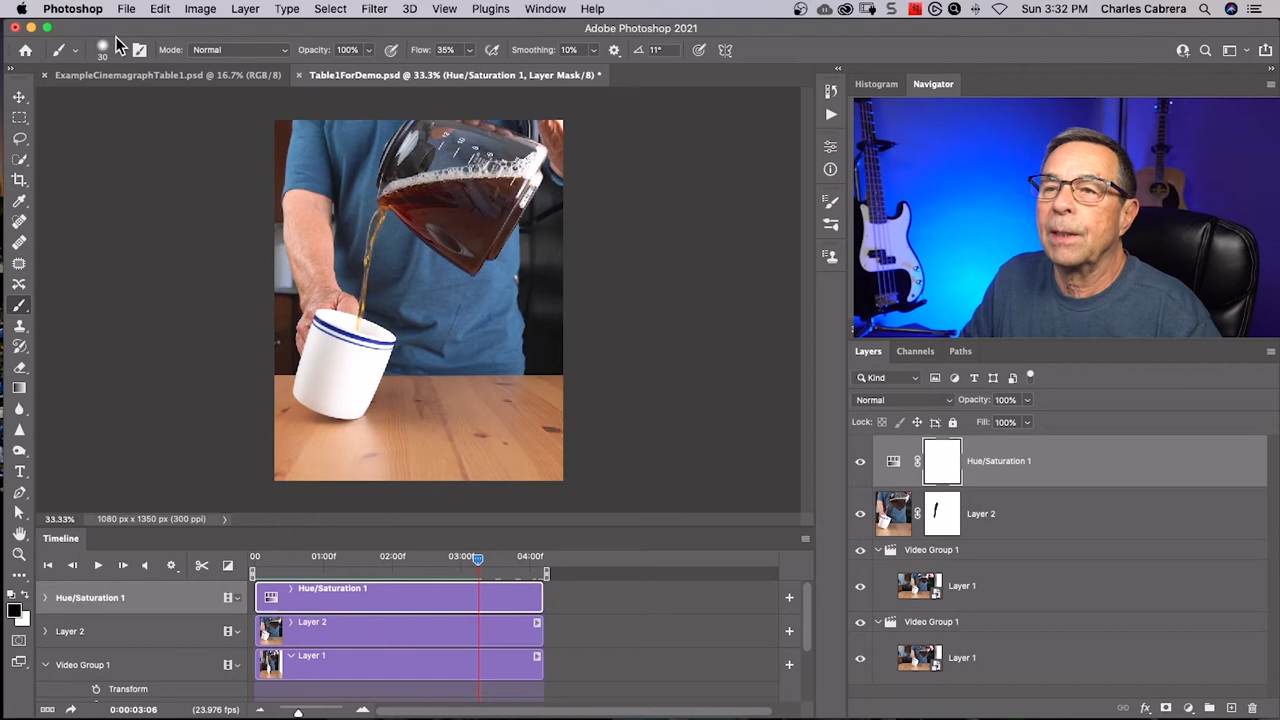 Photoshop File Edit Image Layer Type Select Filter 3D View Plugins Window Help Sun 3:32 PM Charles Cabrera
Adobe Photoshop 2021
30 Mode: Normal Opacity: 100% Flow: 35% Smoothing: 10% 11°
ExampleCinemagraphTable1.psd @ 16.7% (RGB/8) Table1ForDemo.psd @ 33.3% (Hue/Saturation 1, Layer Mask/8) *
Histogram Navigator
Layers Channels Paths
Kind
Normal Opacity: 100%
Lock: Fill: 100%
Hue/Saturation 1
Layer 2
Video Group 1
Layer 1
Video Group 1
Layer 1
33.33% 1080 px x 1350 px (300 ppi)
Timeline
00 01:00f 02:00f 03:00f 04:00f
Hue/Saturation 1 Hue/Saturation 1
Layer 2 Layer 2
Video Group 1 Layer 1
Transform
0:00:03:06 (23.976 fps)